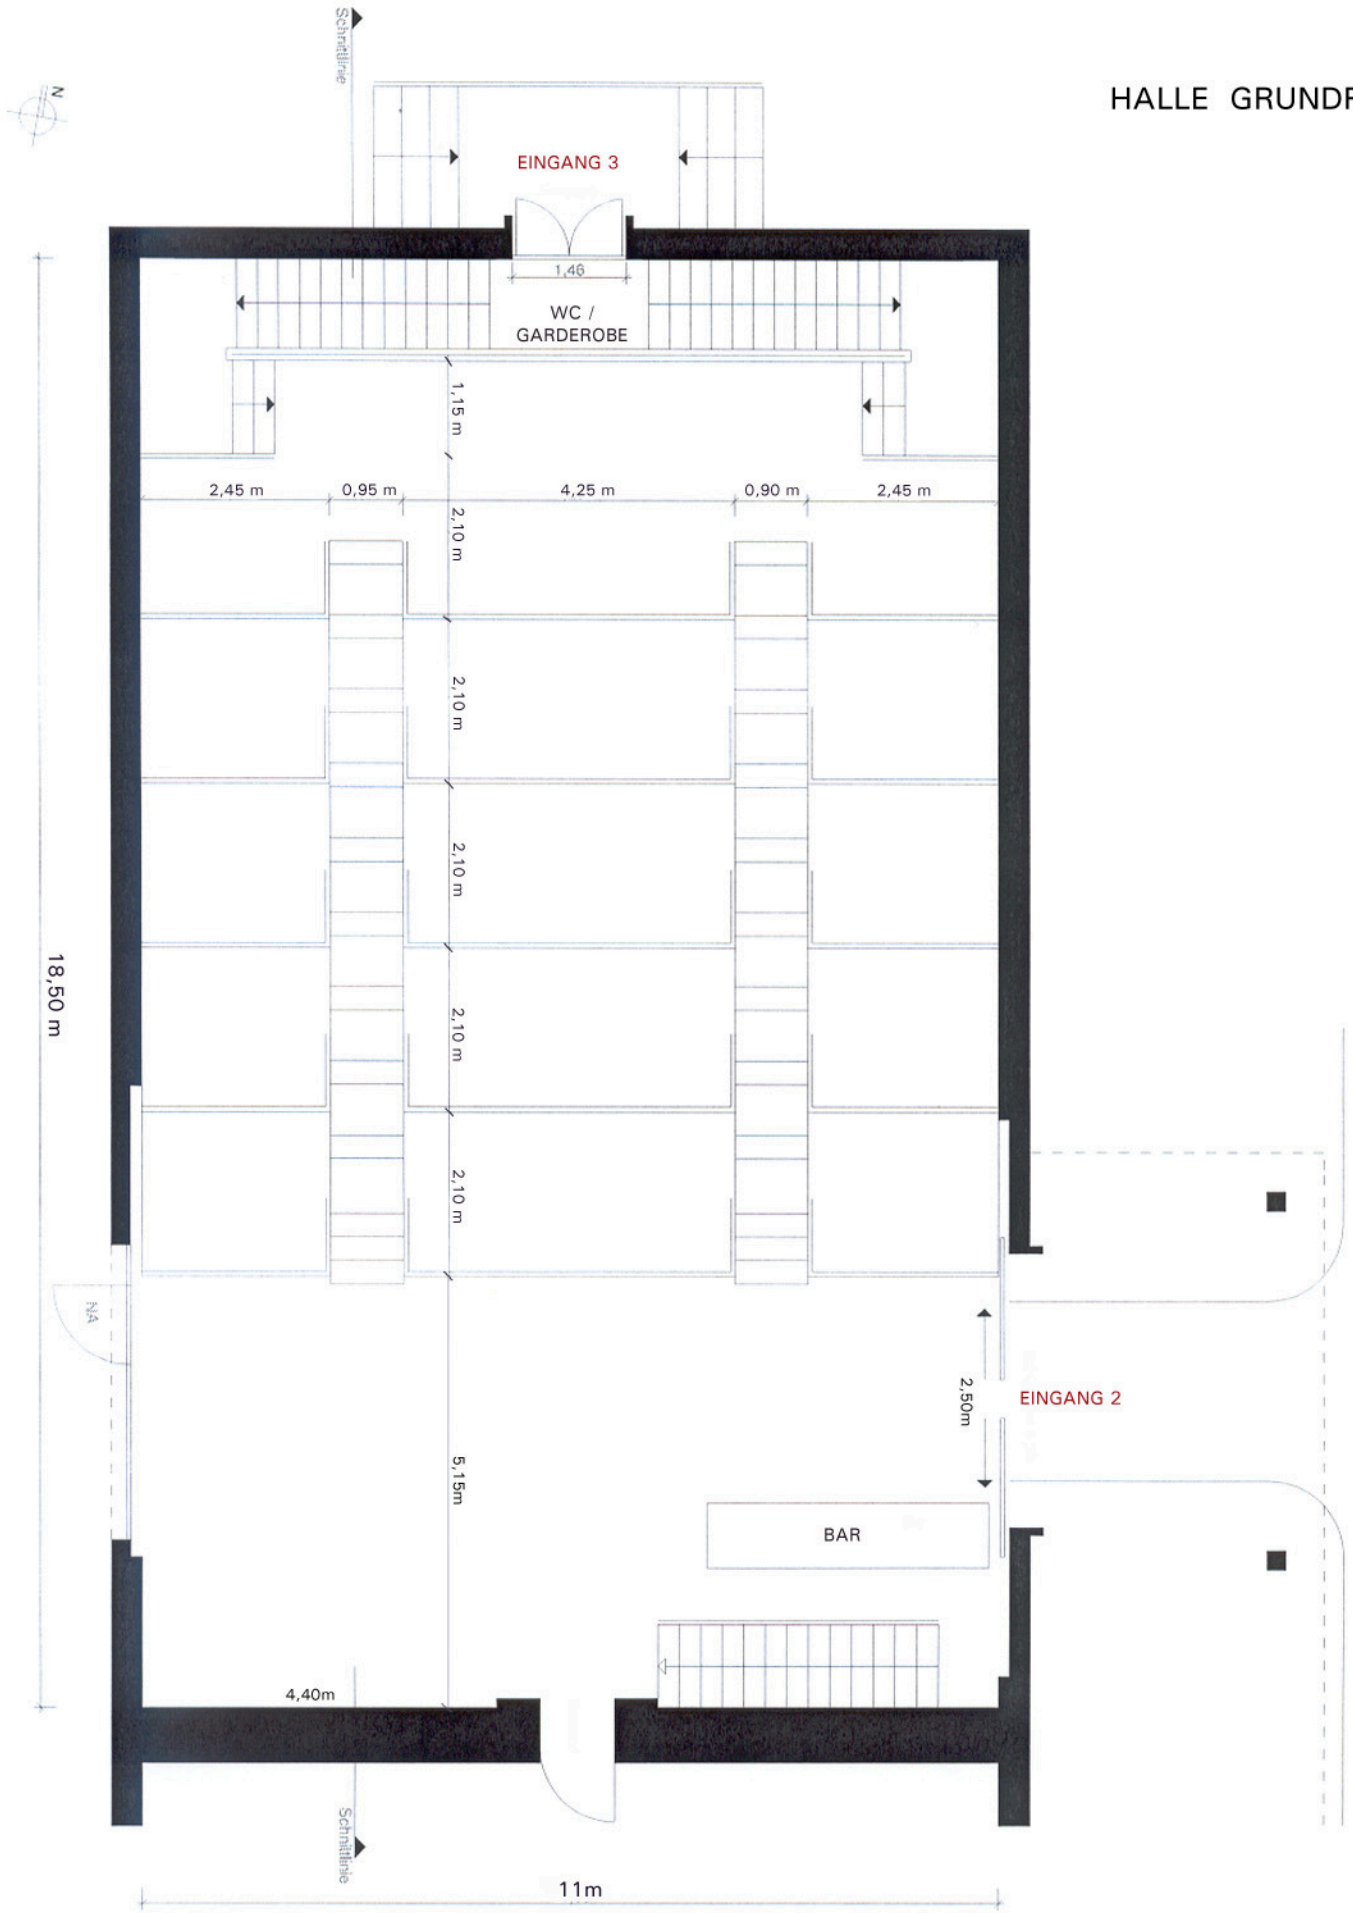 Schnittlinie
N
HALLE GRUNDR
EINGANG 3
1,46
WC /
GARDEROBE
1,15 m
2,45 m
0,95 m
4,25 m
0,90 m
2,45 m
2,10 m
2,10 m
2,10 m
2,10 m
2,10 m
18,50 m
NA
2,50m
EINGANG 2
5,15m
BAR
4,40m
Schnittlinie
11m